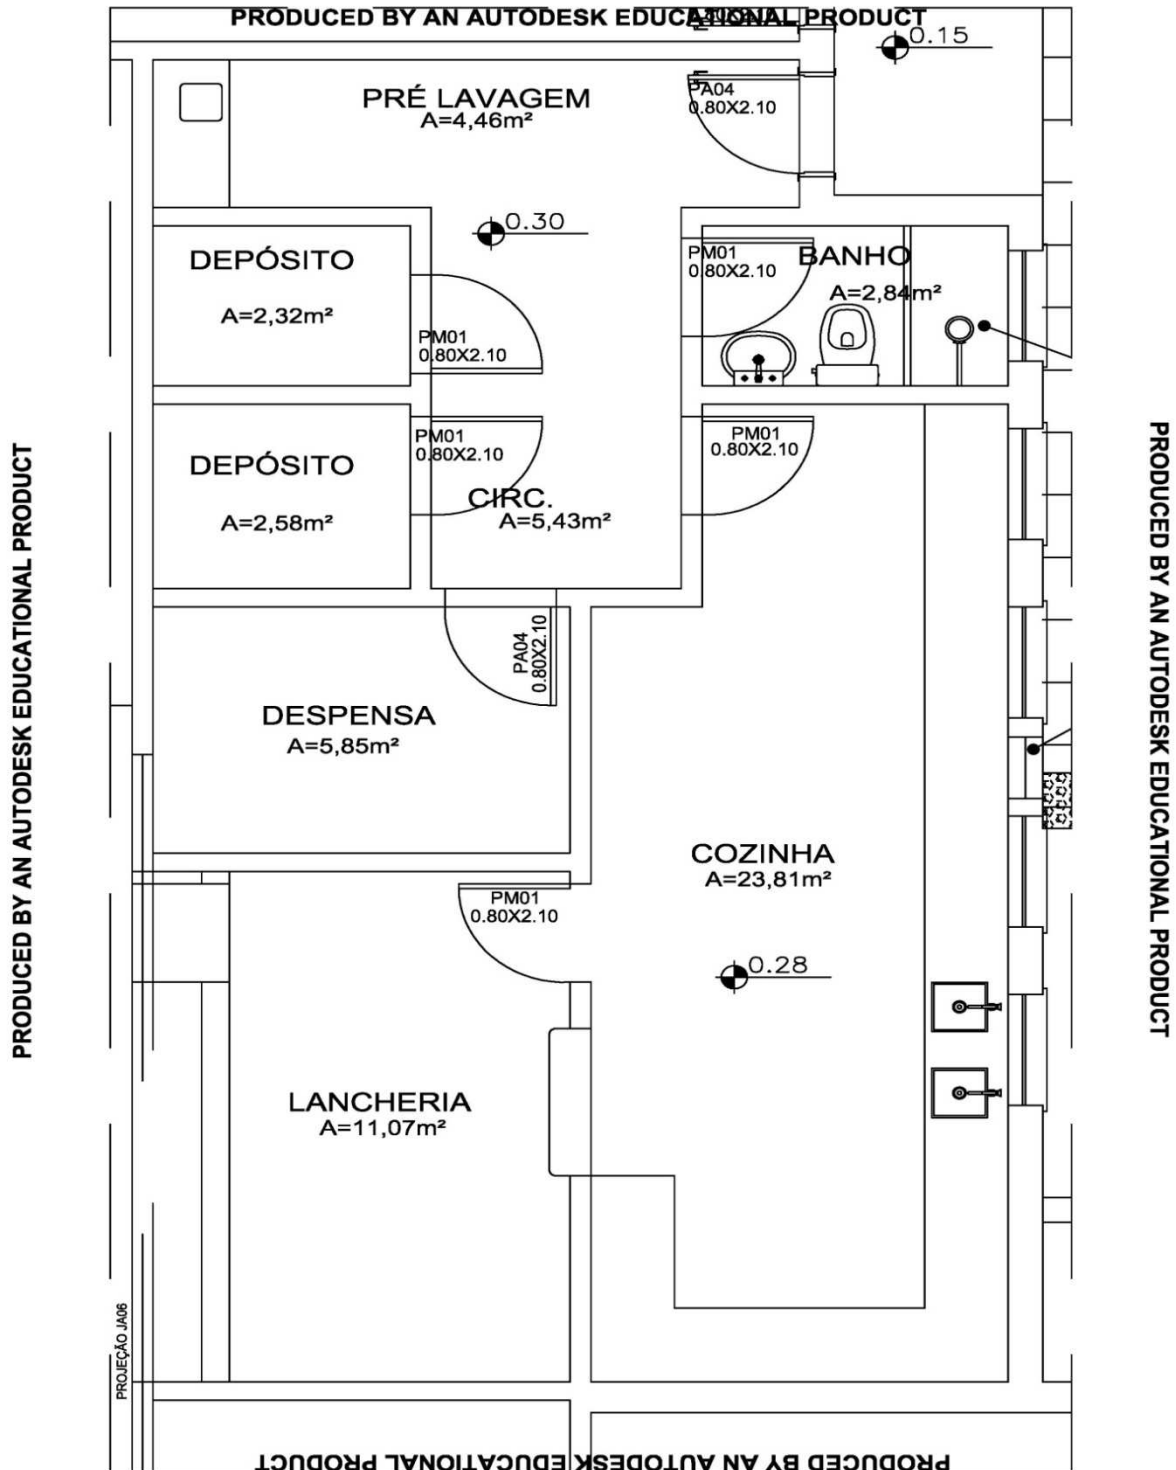 PRODUCED BY AN AUTODESK EDUCATIONAL PRODUCT
0.80X2.10
0.15
PRÉ LAVAGEM
A=4,46m²
PA04
0.80X2.10
0.30
DEPÓSITO
A=2,32m²
PM01
0.80X2.10
PM01
0.80X2.10
BANHO
A=2,84m²
DEPÓSITO
A=2,58m²
PM01
0.80X2.10
CIRC.
A=5,43m²
PM01
0.80X2.10
PRODUCED BY AN AUTODESK EDUCATIONAL PRODUCT
PRODUCED BY AN AUTODESK EDUCATIONAL PRODUCT
DESPENSA
A=5,85m²
PA04
0.80X2.10
COZINHA
A=23,81m²
PM01
0.80X2.10
0.28
LANCHERIA
A=11,07m²
PROJEÇÃO JA06
PRODUCED BY AN AUTODESK EDUCATIONAL PRODUCT